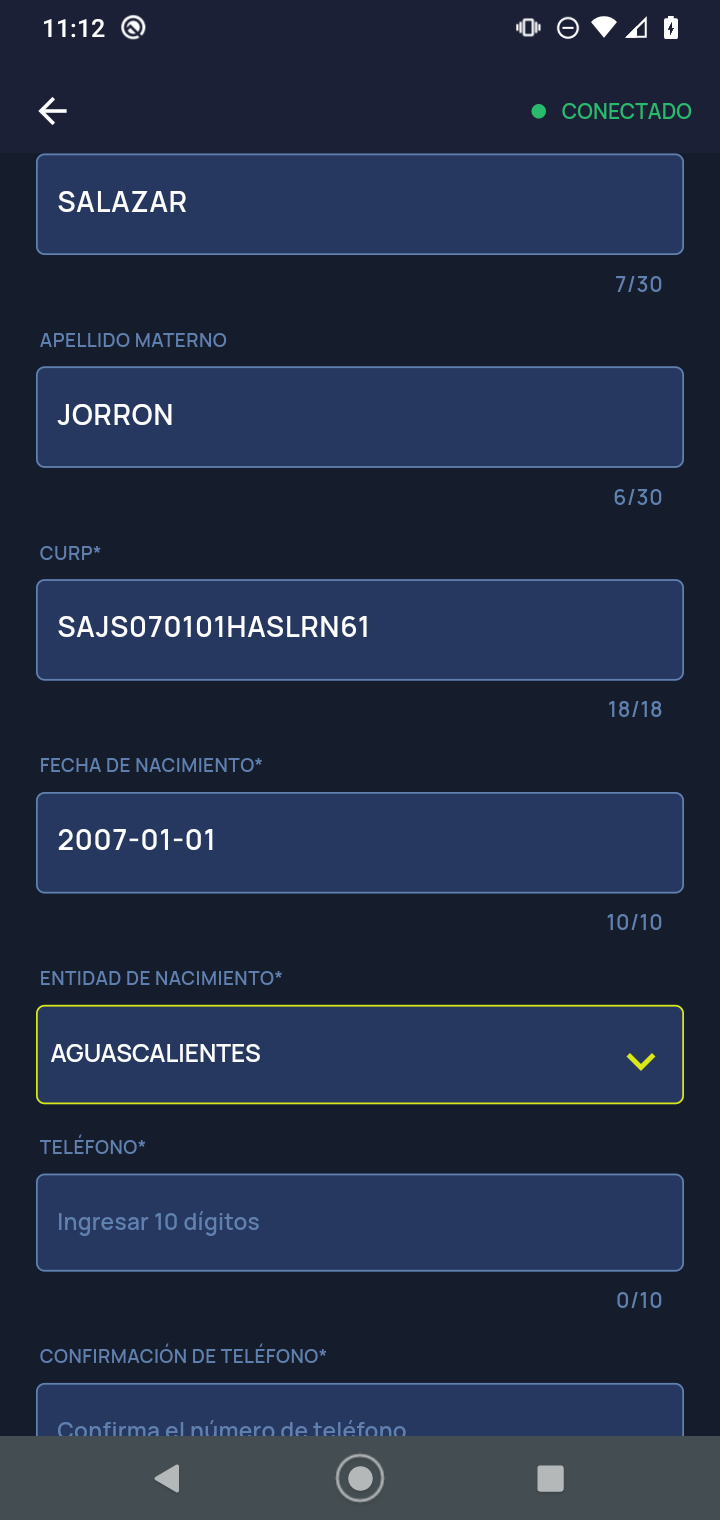 11:12
CONECTADO
SALAZAR
7/30
APELLIDO MATERNO
JORRON
6/30
CURP*
SAJS070101HASLRN61
18/18
FECHA DE NACIMIENTO*
2007-01-01
10/10
ENTIDAD DE NACIMIENTO*
AGUASCALIENTES
TELÉFONO*
Ingresar 10 dígitos
0/10
CONFIRMACIÓN DE TELÉFONO*
Confirma el número de teléfono